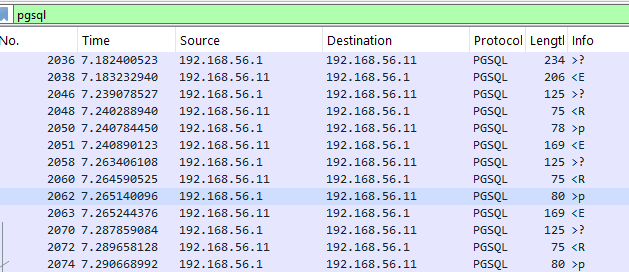 pgsql
No. Time Source Destination Protocol Lengtl Info
2036 7.182400523 192.168.56.1 192.168.56.11 PGSQL 234 >?
2038 7.183232940 192.168.56.11 192.168.56.1 PGSQL 206 <E
2046 7.239078527 192.168.56.1 192.168.56.11 PGSQL 125 >?
2048 7.240288940 192.168.56.11 192.168.56.1 PGSQL 75 <R
2050 7.240784450 192.168.56.1 192.168.56.11 PGSQL 78 >p
2051 7.240890123 192.168.56.11 192.168.56.1 PGSQL 169 <E
2058 7.263406108 192.168.56.1 192.168.56.11 PGSQL 125 >?
2060 7.264590525 192.168.56.11 192.168.56.1 PGSQL 75 <R
2062 7.265140096 192.168.56.1 192.168.56.11 PGSQL 80 >p
2063 7.265244376 192.168.56.11 192.168.56.1 PGSQL 169 <E
2070 7.287859084 192.168.56.1 192.168.56.11 PGSQL 125 >?
2072 7.289658128 192.168.56.11 192.168.56.1 PGSQL 75 <R
2074 7.290668992 192.168.56.1 192.168.56.11 PGSQL 80 >p